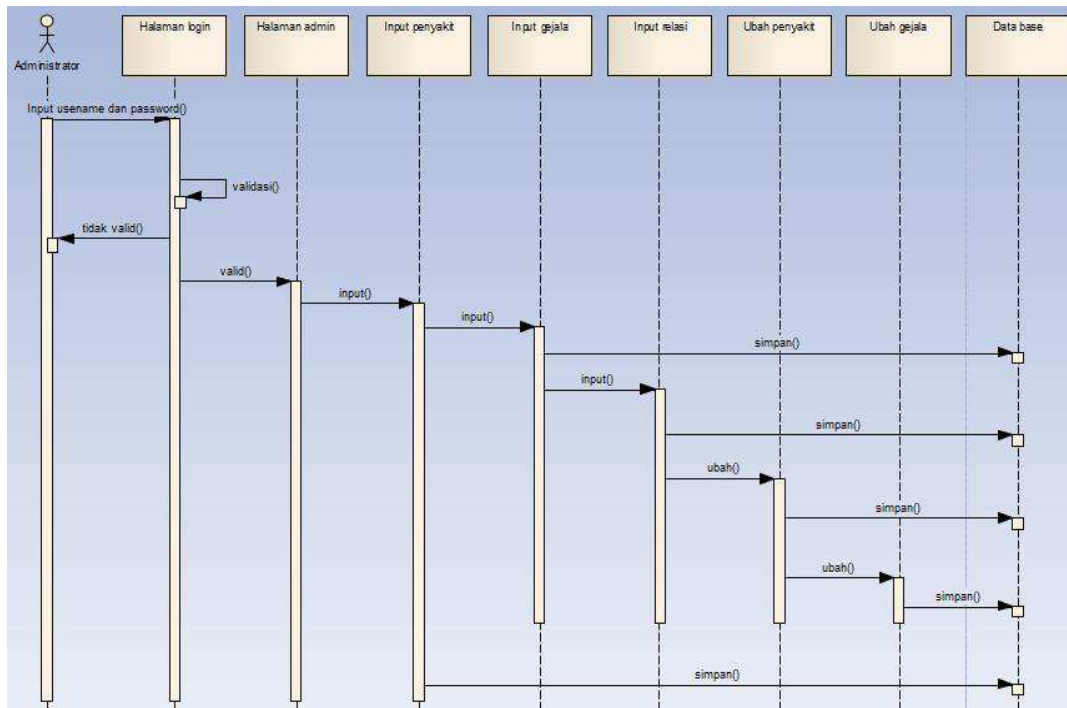 Halaman login
Halaman admin
Input penyakit
Input gejala
Input relasi
Ubah penyakit
Ubah gejala
Data base
Administrator
Input usename dan password()
validasi()
tidak valid()
valid()
input()
input()
simpan()
input()
simpan()
ubah()
simpan()
ubah()
simpan()
simpan()